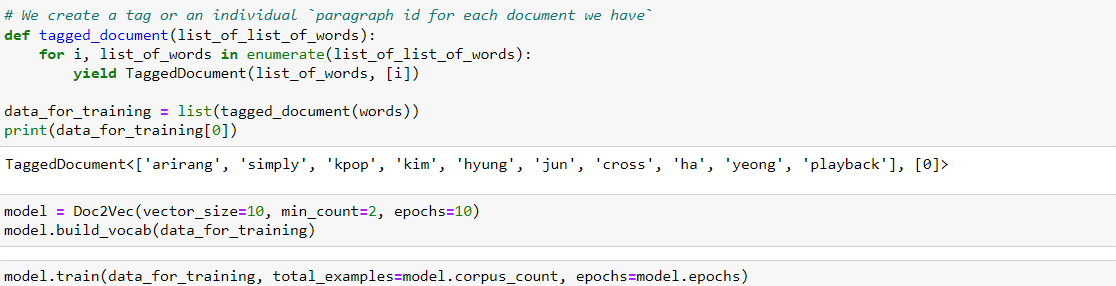 # We create a tag or an individual `paragraph id for each document we have`
def tagged_document(list_of_list_of_words):
    for i, list_of_words in enumerate(list_of_list_of_words):
        yield TaggedDocument(list_of_words, [i])
data_for_training = list(tagged_document(words))
print(data_for_training[0])
TaggedDocument<['arirang', 'simply', 'kpop', 'kim', 'hyung', 'jun', 'cross', 'ha', 'yeong', 'playback'], [0]>
model = Doc2Vec(vector_size=10, min_count=2, epochs=10)
model.build_vocab(data_for_training)
model.train(data_for_training, total_examples=model.corpus_count, epochs=model.epochs)